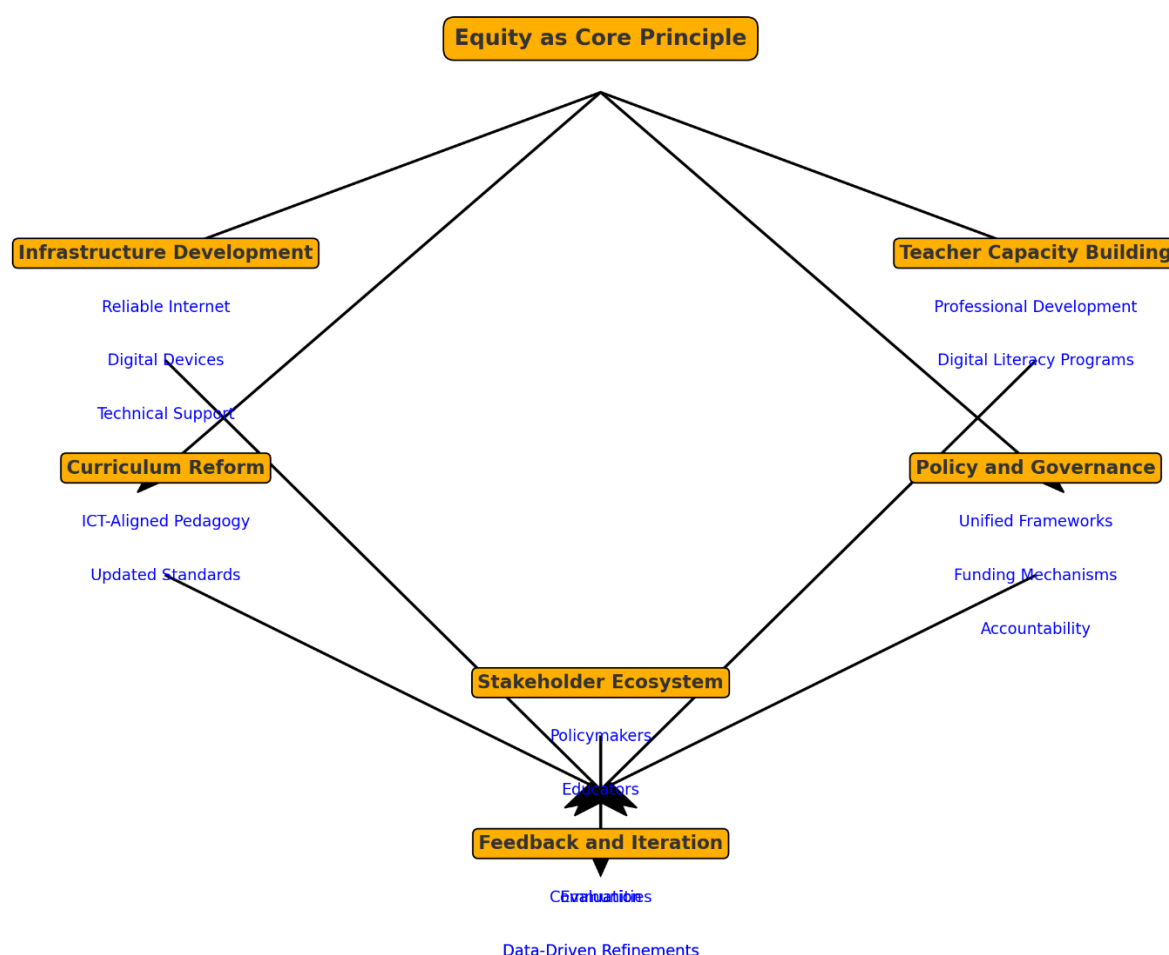 Equity as Core Principle
Infrastructure Development
Reliable Internet
Digital Devices
Technical Support
Teacher Capacity Building
Professional Development
Digital Literacy Programs
Curriculum Reform
ICT-Aligned Pedagogy
Updated Standards
Policy and Governance
Unified Frameworks
Funding Mechanisms
Accountability
Stakeholder Ecosystem
Policymakers
Educators
Communities
Feedback and Iteration
Evaluation
Data-Driven Refinements